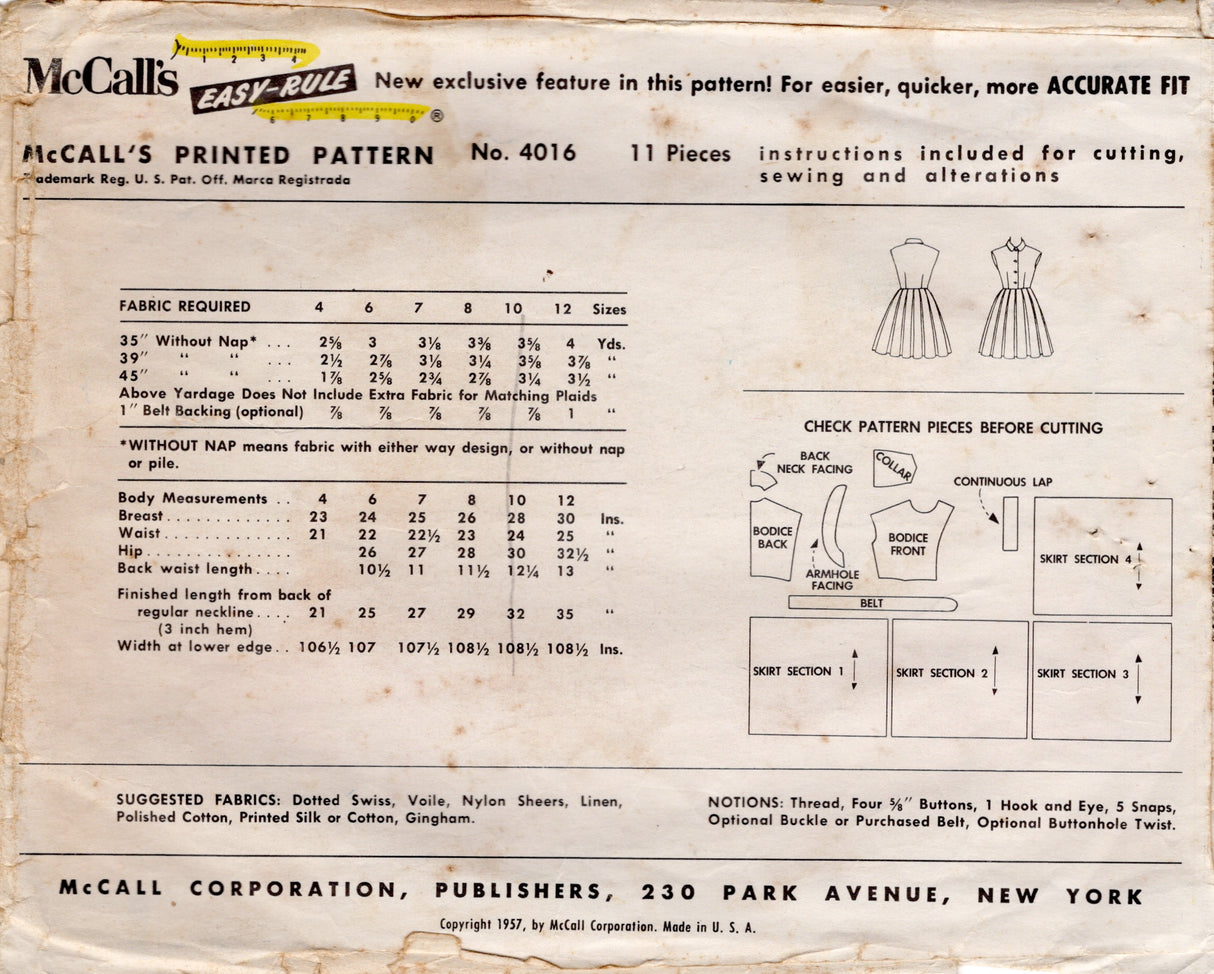 McCall's EASY-RULE ® New exclusive feature in this pattern! For easier, quicker, more ACCURATE FIT
1 2 3 4
6 7 8 9 0
McCALL'S PRINTED PATTERN No. 4016 11 Pieces instructions included for cutting,
sewing and alterations
ademark Reg. U. S. Pat. Off. Marca Registrada
FABRIC REQUIRED 4 6 7 8 10 12 Sizes
35″ Without Nap* ... 2⅝ 3 3⅛ 3⅜ 3⅝ 4 Yds.
39″ “ “ ... 2½ 2⅞ 3⅛ 3¼ 3⅝ 3⅞ “
45″ “ “ ... 1⅞ 2⅝ 2¾ 2⅞ 3¼ 3½ “
Above Yardage Does Not Include Extra Fabric for Matching Plaids
1″ Belt Backing (optional) ⅞ ⅞ ⅞ ⅞ ⅞ 1 “
*WITHOUT NAP means fabric with either way design, or without nap
or pile.
Body Measurements . . 4 6 7 8 10 12
Breast . . . . . . . . . . . . . 23 24 25 26 28 30 Ins.
Waist . . . . . . . . . . . . . 21 22 22½ 23 24 25 “
Hip . . . . . . . . . . . . . . . 26 27 28 30 32½ “
Back waist length . . . . 10½ 11 11½ 12¼ 13 “
Finished length from back of
regular neckline . . . . 21 25 27 29 32 35 “
(3 inch hem)
Width at lower edge . . 106½ 107 107½ 108½ 108½ 108½ Ins.
CHECK PATTERN PIECES BEFORE CUTTING
BACK
NECK FACING
COLLAR
CONTINUOUS LAP
BODICE
BACK
ARMHOLE
FACING
BODICE
FRONT
SKIRT SECTION 4
BELT
SKIRT SECTION 1
SKIRT SECTION 2
SKIRT SECTION 3
SUGGESTED FABRICS: Dotted Swiss, Voile, Nylon Sheers, Linen,
Polished Cotton, Printed Silk or Cotton, Gingham.
NOTIONS: Thread, Four ⅝″ Buttons, 1 Hook and Eye, 5 Snaps,
Optional Buckle or Purchased Belt, Optional Buttonhole Twist.
McCALL CORPORATION, PUBLISHERS, 230 PARK AVENUE, NEW YORK
Copyright 1957, by McCall Corporation. Made in U. S. A.